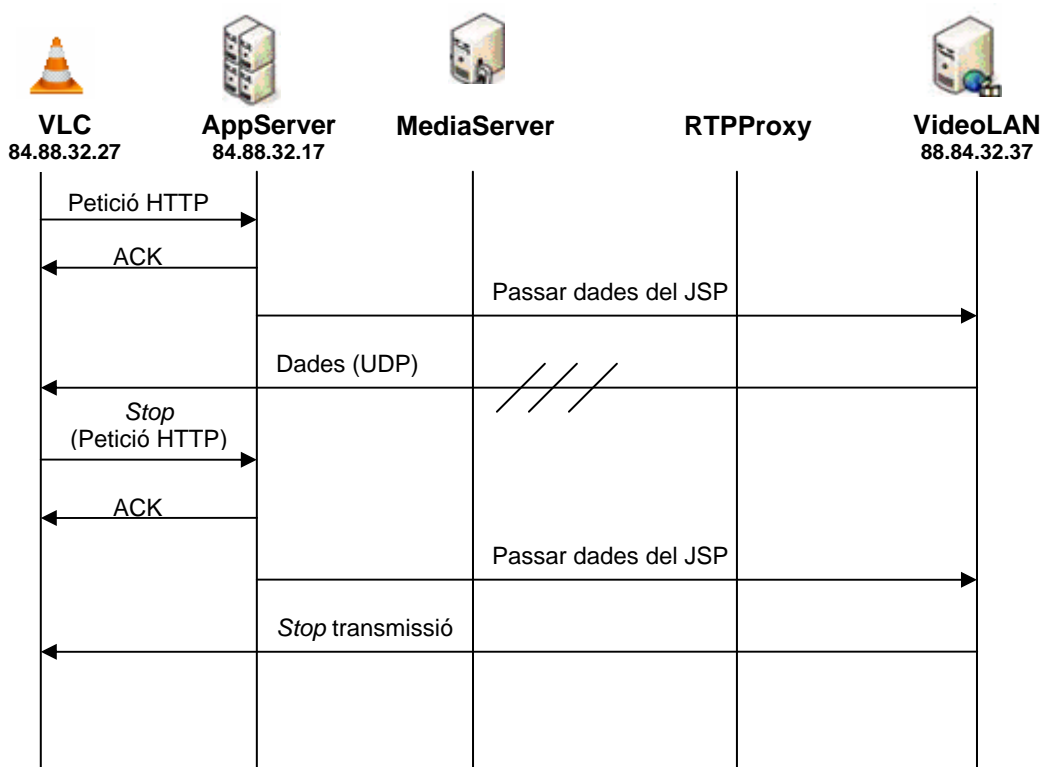 VLC
84.88.32.27
AppServer
84.88.32.17
MediaServer
RTPProxy
VideoLAN
88.84.32.37
Petició HTTP
ACK
Passar dades del JSP
Dades (UDP)
Stop
(Petició HTTP)
ACK
Passar dades del JSP
Stop transmissió